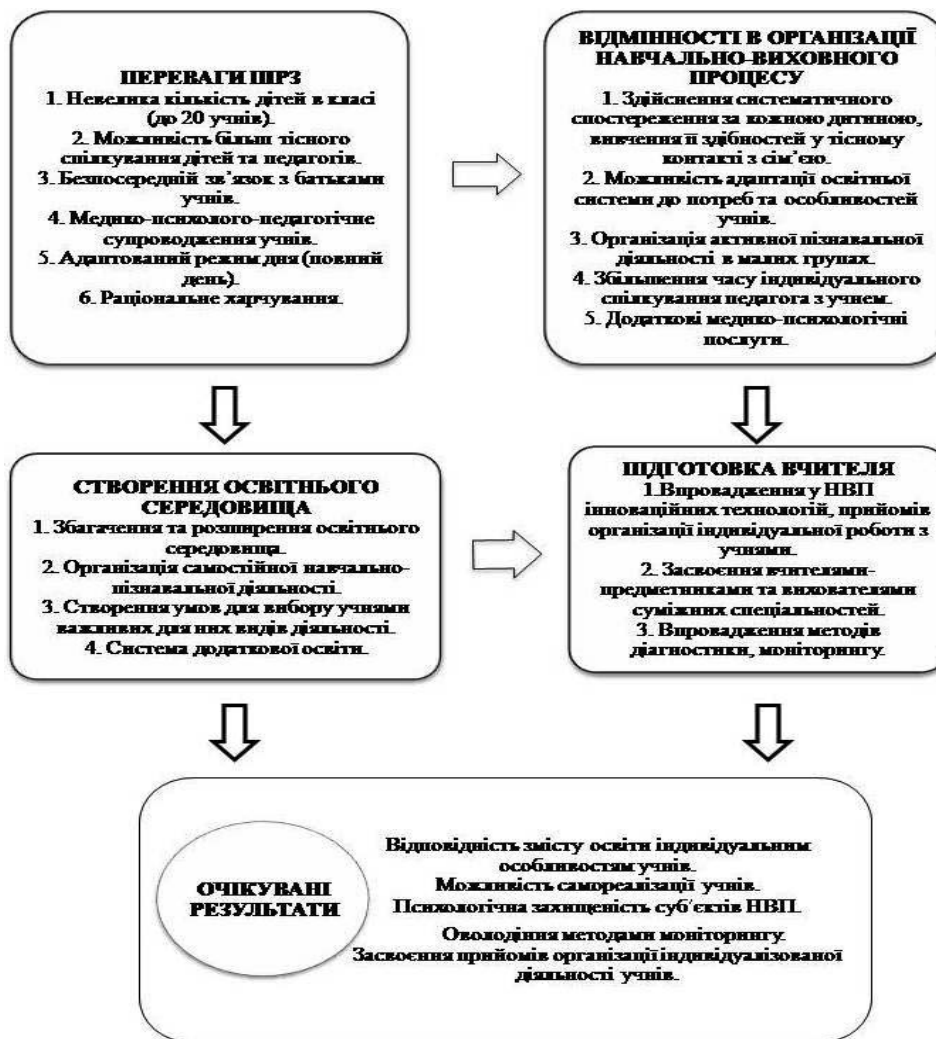 ПЕРЕВАГИ ШРЗ
1. Невелика кількість дітей в класі
(до 20 учнів).
2. Можливість більш тісного
спілкування дітей та педагогів.
3. Безпосередній зв'язок з батьками
учнів.
4. Медико-психолого-педагогічне
супроводження учнів.
5. Адаптований режим дня (повний
день).
6. Раціональне харчування.
ВІДМІННОСТІ В ОРГАНІЗАЦІЇ
НАВЧАЛЬНО-ВИХОВНОГО
ПРОЦЕСУ
1. Здійснення систематичного
спостереження за кожною дитиною,
вивчення її здібностей у тісному
контакті з сім'єю.
2. Можливість адаптації освітньої
системи до потреб та особливостей
учнів.
3. Організація активної пізнавальної
діяльності в малих групах.
4. Збільшення часу індивідуального
спілкування педагога з учнем.
5. Додаткові медико-психологічні
послуги.
СТВОРЕННЯ ОСВІТНЬОГО
СЕРЕДОВИЩА
1. Збагачення та розширення освітнього
середовища.
2. Організація самостійної навчально-
пізнавальної діяльності.
3. Створення умов для вибору учнями
важливих для них видів діяльності.
4. Система додаткової освіти.
ПІДГОТОВКА ВЧИТЕЛЯ
1.Впровадження у НВП
інноваційних технологій, прийомів
організації індивідуальної роботи з
учнями.
2. Засвоєння вчителями-
предметниками та вихователями
суміжних спеціальностей.
3. Впровадження методів
діагностики, моніторингу.
ОЧІКУВАНІ
РЕЗУЛЬТАТИ
Відповідність змісту освіти індивідуальним
особливостям учнів.
Можливість самореалізації учнів.
Психологічна захищеність суб'єктів НВП.
Оволодіння методами моніторингу.
Засвоєння прийомів організації індивідуалізованої
діяльності учнів.